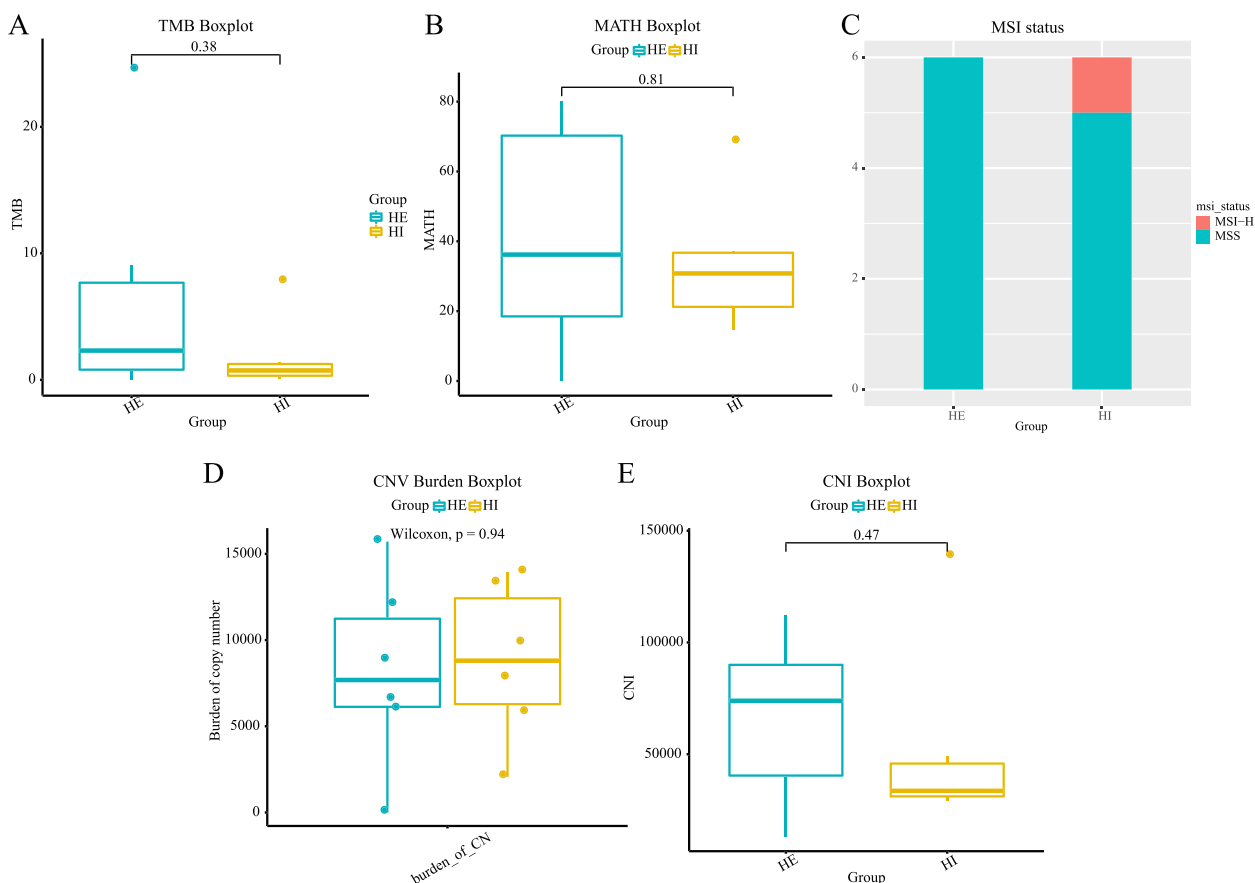 A
TMB Boxplot
0.38
20
10
0
TMB
HE
HI
Group
Group
HE
HI
B
MATH Boxplot
Group HE HI
0.81
80
60
40
20
0
MATH
HE
HI
Group
C
MSI status
6
4
2
0
HE
HI
Group
msi_status
MSI-H
MSS
D
CNV Burden Boxplot
Group HE HI
Wilcoxon, p = 0.94
15000
10000
5000
0
Burden of copy number
burden_of_CN
E
CNI Boxplot
Group HE HI
0.47
150000
100000
50000
CNI
HE
HI
Group